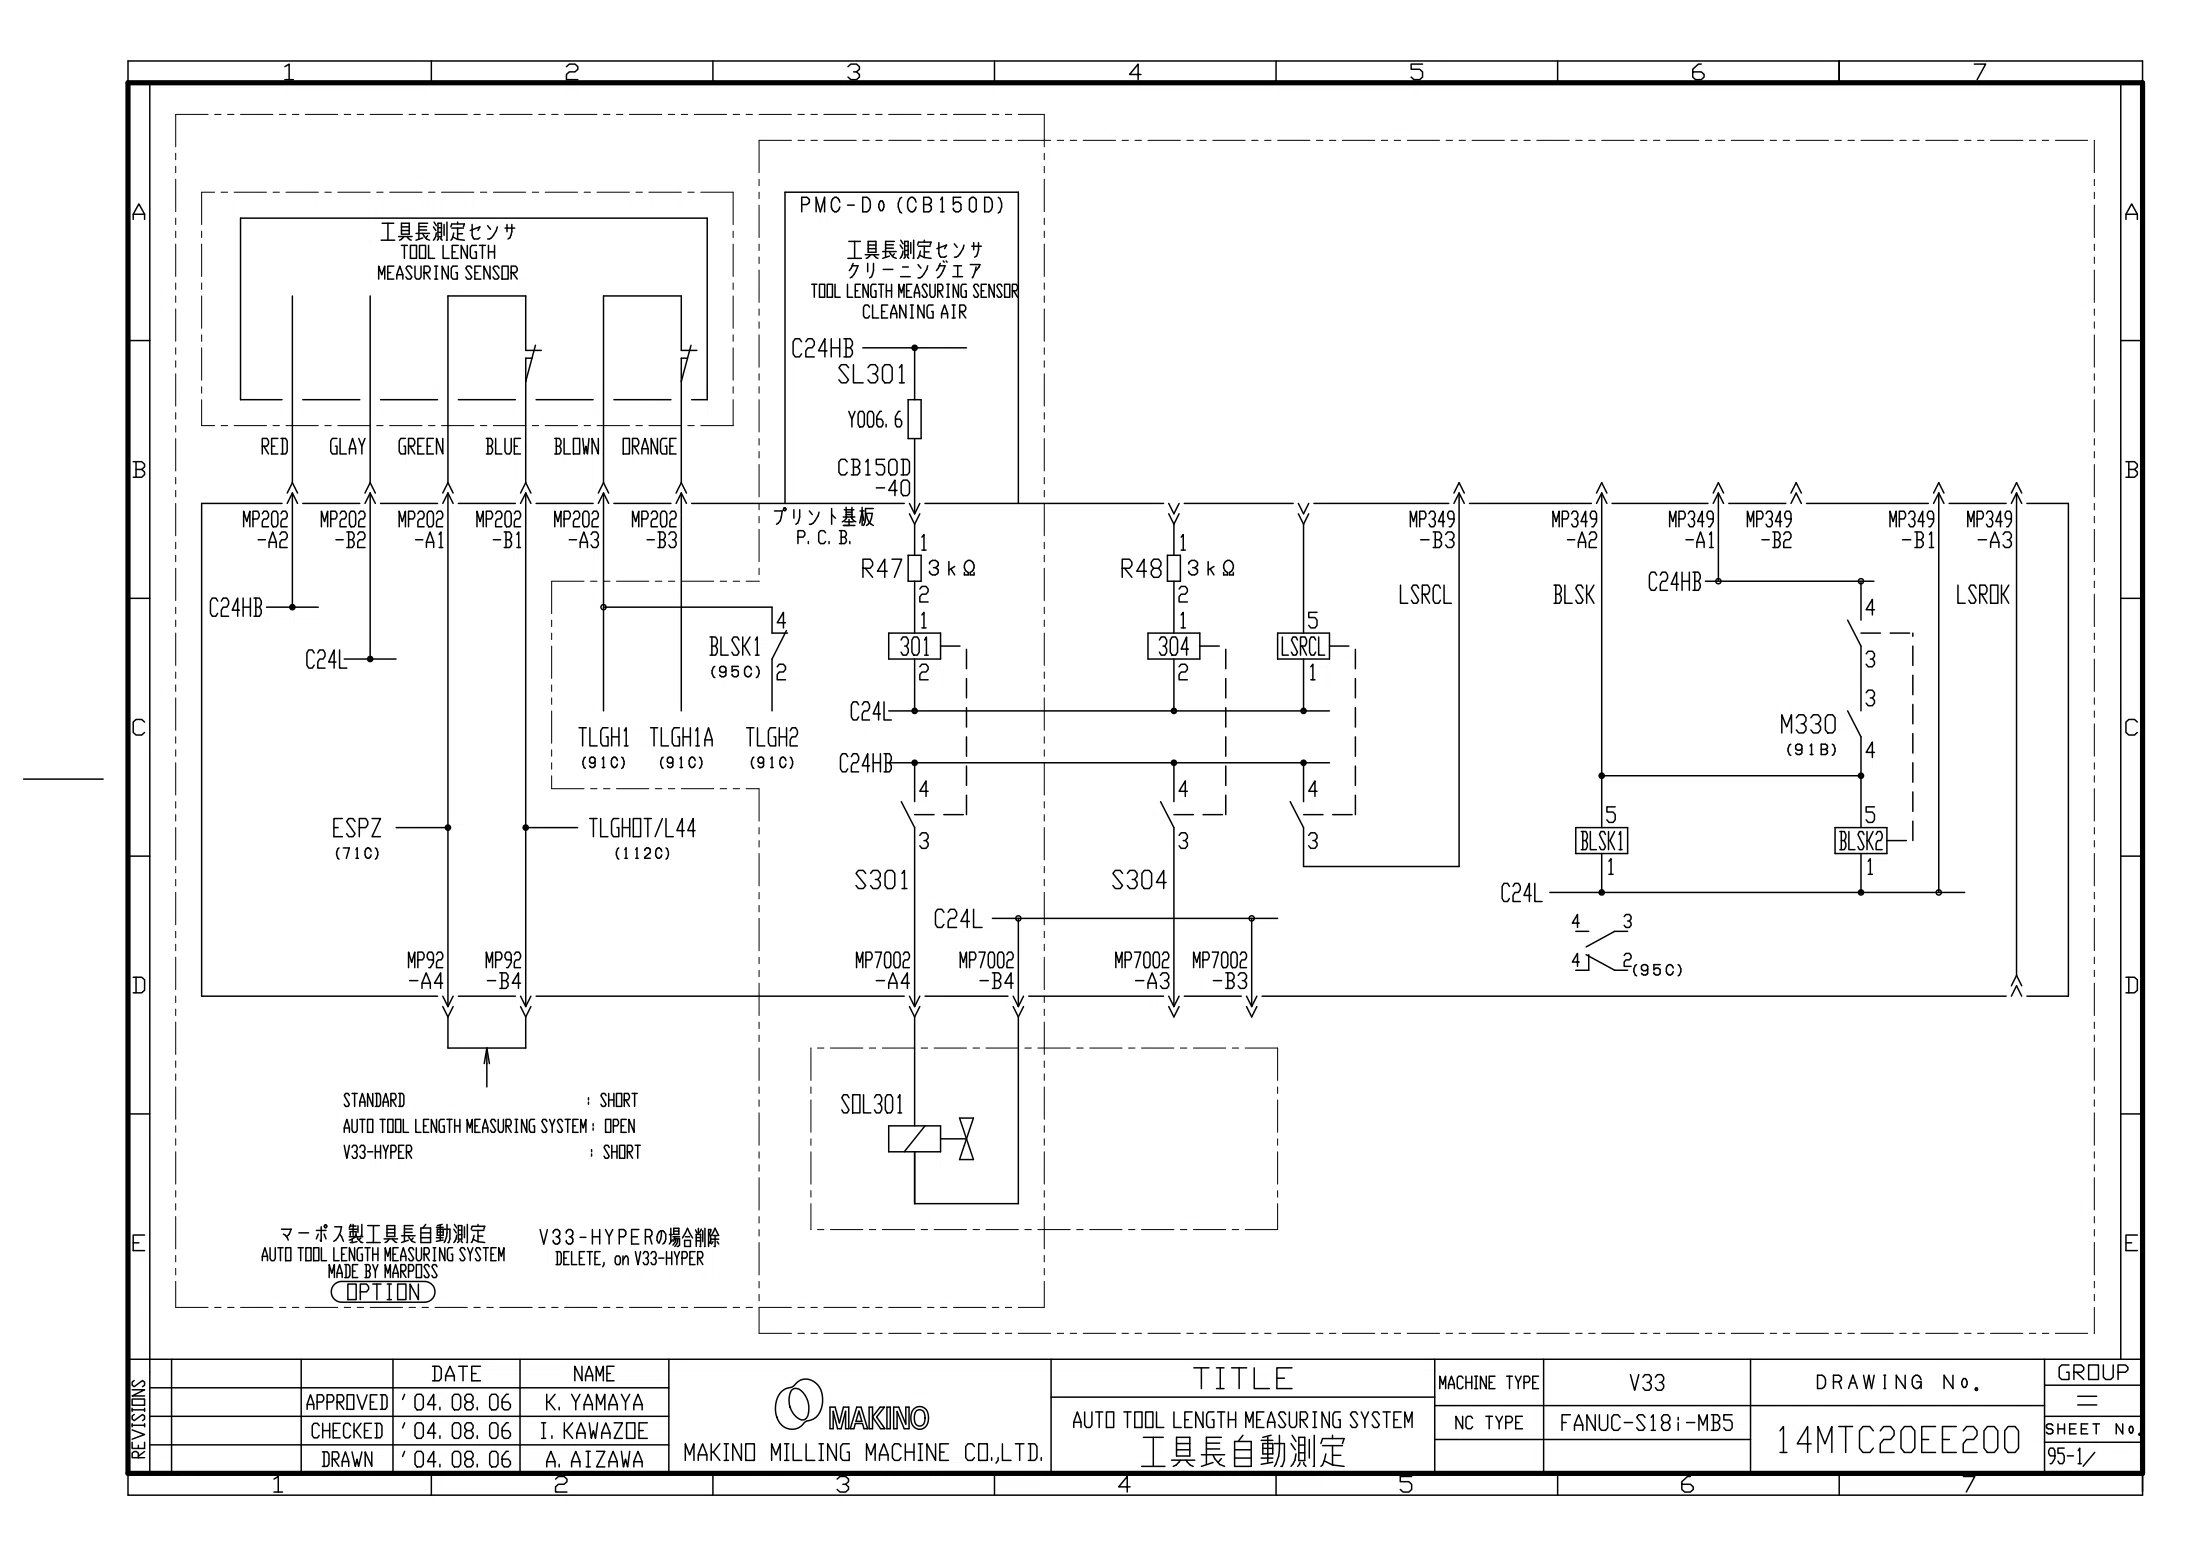 1 2 3 4 5 6 7
A A
B B
C C
D D
E E
工具長測定センサ
TOOL LENGTH
MEASURING SENSOR
PMC-Do (CB150D)
工具長測定センサ
クリーニングエア
TOOL LENGTH MEASURING SENSOR
CLEANING AIR
C24HB
SL301
Y006.6
CB150D
-40
RED GLAY GREEN BLUE BLOWN ORANGE
MP202 MP202 MP202 MP202 MP202 MP202
-A2 -B2 -A1 -B1 -A3 -B3
プリント基板
P. C. B.
MP349 MP349 MP349 MP349 MP349 MP349
-B3 -A2 -A1 -B2 -B1 -A3
1 1
R47 3kΩ R48 3kΩ
2 2
LSRCL BLSK C24HB LSROK
C24HB
C24L
4
BLSK1
(95C) 2
1 1 5
301 304 LSRCL
2 2 1
C24L
TLGH1 TLGH1A TLGH2
(91C) (91C) (91C)
C24HB
4 4 4
3 3 3
4
3
3
M330
(91B) 4
ESPZ
(71C)
TLGHOT/L44
(112C)
5 5
BLSK1 BLSK2
1 1
C24L
S301 S304
C24L
4 3
4 2 (95C)
MP92 MP92
-A4 -B4
MP7002 MP7002 MP7002 MP7002
-A4 -B4 -A3 -B3
STANDARD : SHORT
AUTO TOOL LENGTH MEASURING SYSTEM : OPEN
V33-HYPER : SHORT
SOL301
マーポス製工具長自動測定
AUTO TOOL LENGTH MEASURING SYSTEM
MADE BY MARPOSS
OPTION
V33-HYPERの場合削除
DELETE, on V33-HYPER
REVISIONS
DATE NAME
APPROVED '04. 08. 06 K. YAMAYA
CHECKED '04. 08. 06 I. KAWAZOE
DRAWN '04. 08. 06 A. AIZAWA
MAKINO
MAKINO MILLING MACHINE CO.,LTD.
TITLE
AUTO TOOL LENGTH MEASURING SYSTEM
工具長自動測定
MACHINE TYPE V33
NC TYPE FANUC-S18i-MB5
DRAWING No.
14MTC20EE200
GROUP
=
SHEET No.
95-1/
1 2 3 4 5 6 7